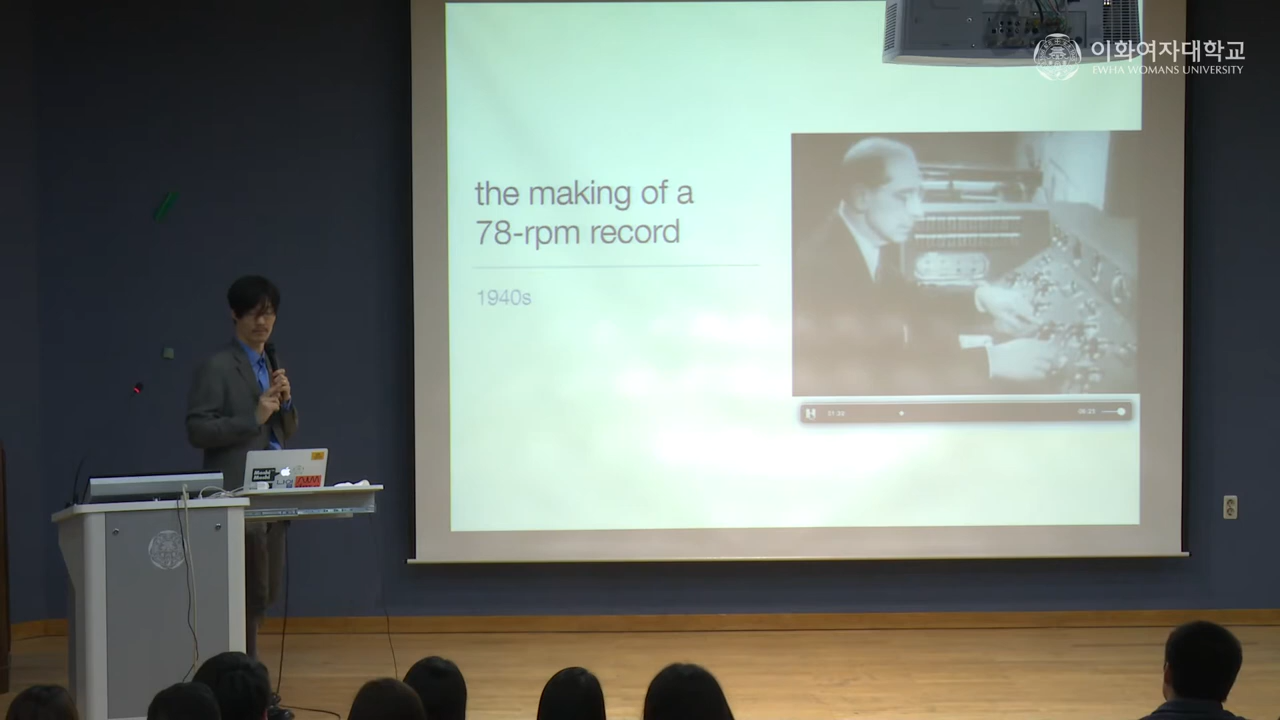 이화여자대학교
EWHA WOMANS UNIVERSITY
the making of a
78-rpm record
1940s